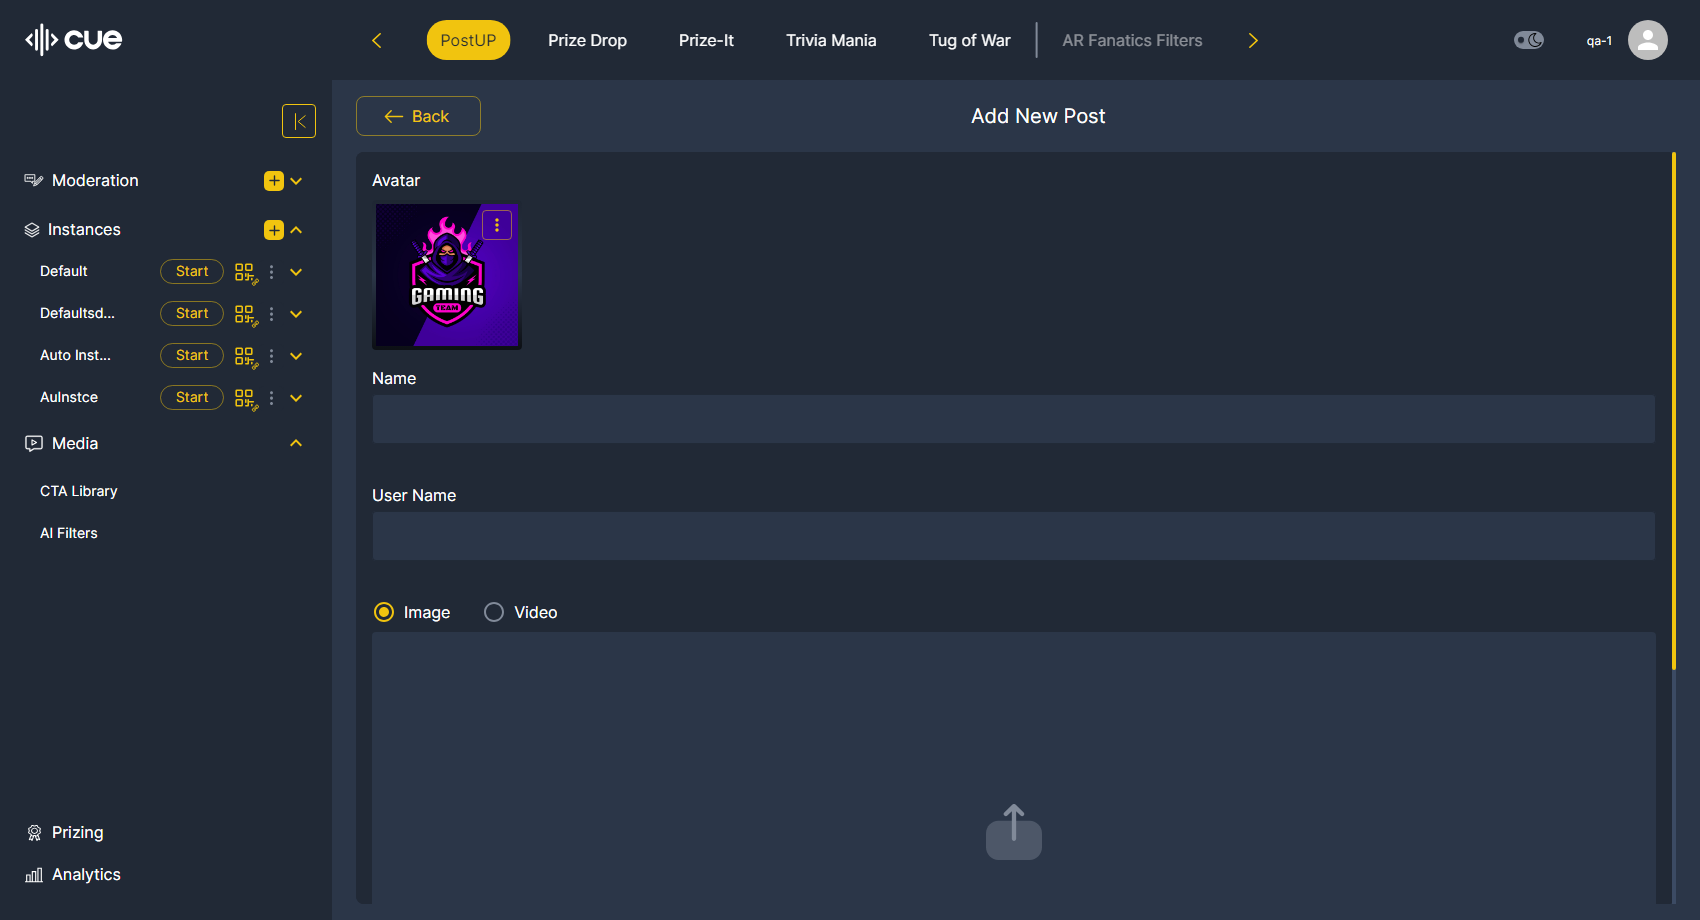 cue
PostUP
Prize Drop
Prize-It
Trivia Mania
Tug of War
AR Fanatics Filters
qa-1
Back
Add New Post
Moderation
Instances
Default
Start
Defaultsd...
Start
Auto Inst...
Start
AuInstce
Start
Media
CTA Library
AI Filters
Prizing
Analytics
Avatar
GAMING
TEAM
Name
User Name
Image
Video